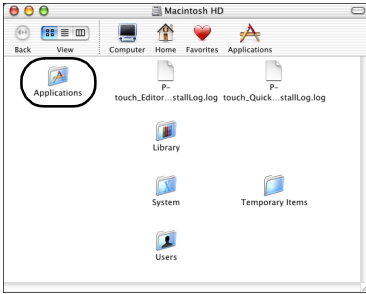 Macintosh HD
Back View Computer Home Favorites Applications
Applications
P-
touch_Editor...stallLog.log
P-
touch_Quick...stallLog.log
Library
System
Temporary Items
Users